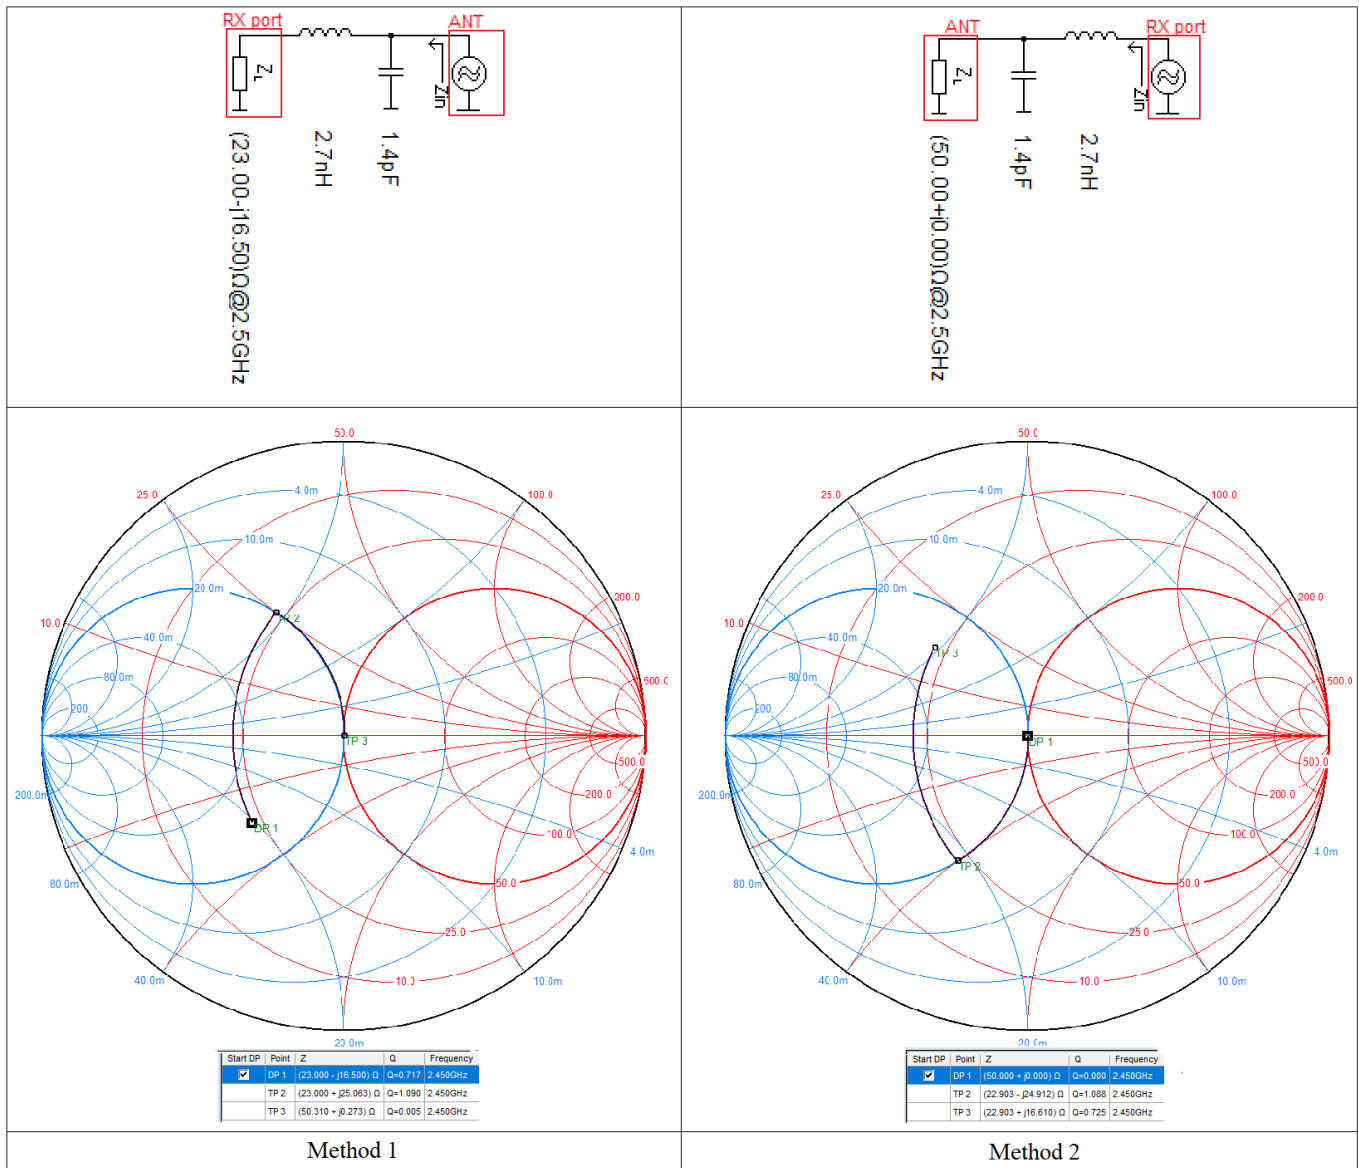 RX port
ANT
Z_L
Zin
(23.00-j16.50)Ω@2.5GHz
2.7nH
1.4pF
ANT
RX port
Z_L
Zin
(50.00+j0.00)Ω@2.5GHz
1.4pF
2.7nH
50.0
25.0
4.0m
100.0
10.0m
20.0m
200.0
10.0
TP 2
40.0m
80.0m
500.0
200.
TP 3
500.0
200.0m
200.0
DP 1
100.0
4.0m
80.0m
50.0
25.0
40.0m
10.0
10.0m
20.0m
50.0
25.0
4.0m
100.0
10.0m
20.0m
200.0
10.0
40.0m
TP 3
80.0m
500.0
200.
DP 1
500.0
200.0m
200.0
100.0
4.0m
TP 2
80.0m
50.0
25.0
40.0m
10.0
10.0m
20.0m
Start DP Point Z Q Frequency
DP 1 (23.000 - j16.500) Ω Q=0.717 2.450GHz
TP 2 (23.000 + j25.063) Ω Q=1.090 2.450GHz
TP 3 (50.310 + j0.273) Ω Q=0.005 2.450GHz
Start DP Point Z Q Frequency
DP 1 (50.000 + j0.000) Ω Q=0.000 2.450GHz
TP 2 (22.903 - j24.912) Ω Q=1.088 2.450GHz
TP 3 (22.903 + j16.610) Ω Q=0.725 2.450GHz
Method 1
Method 2